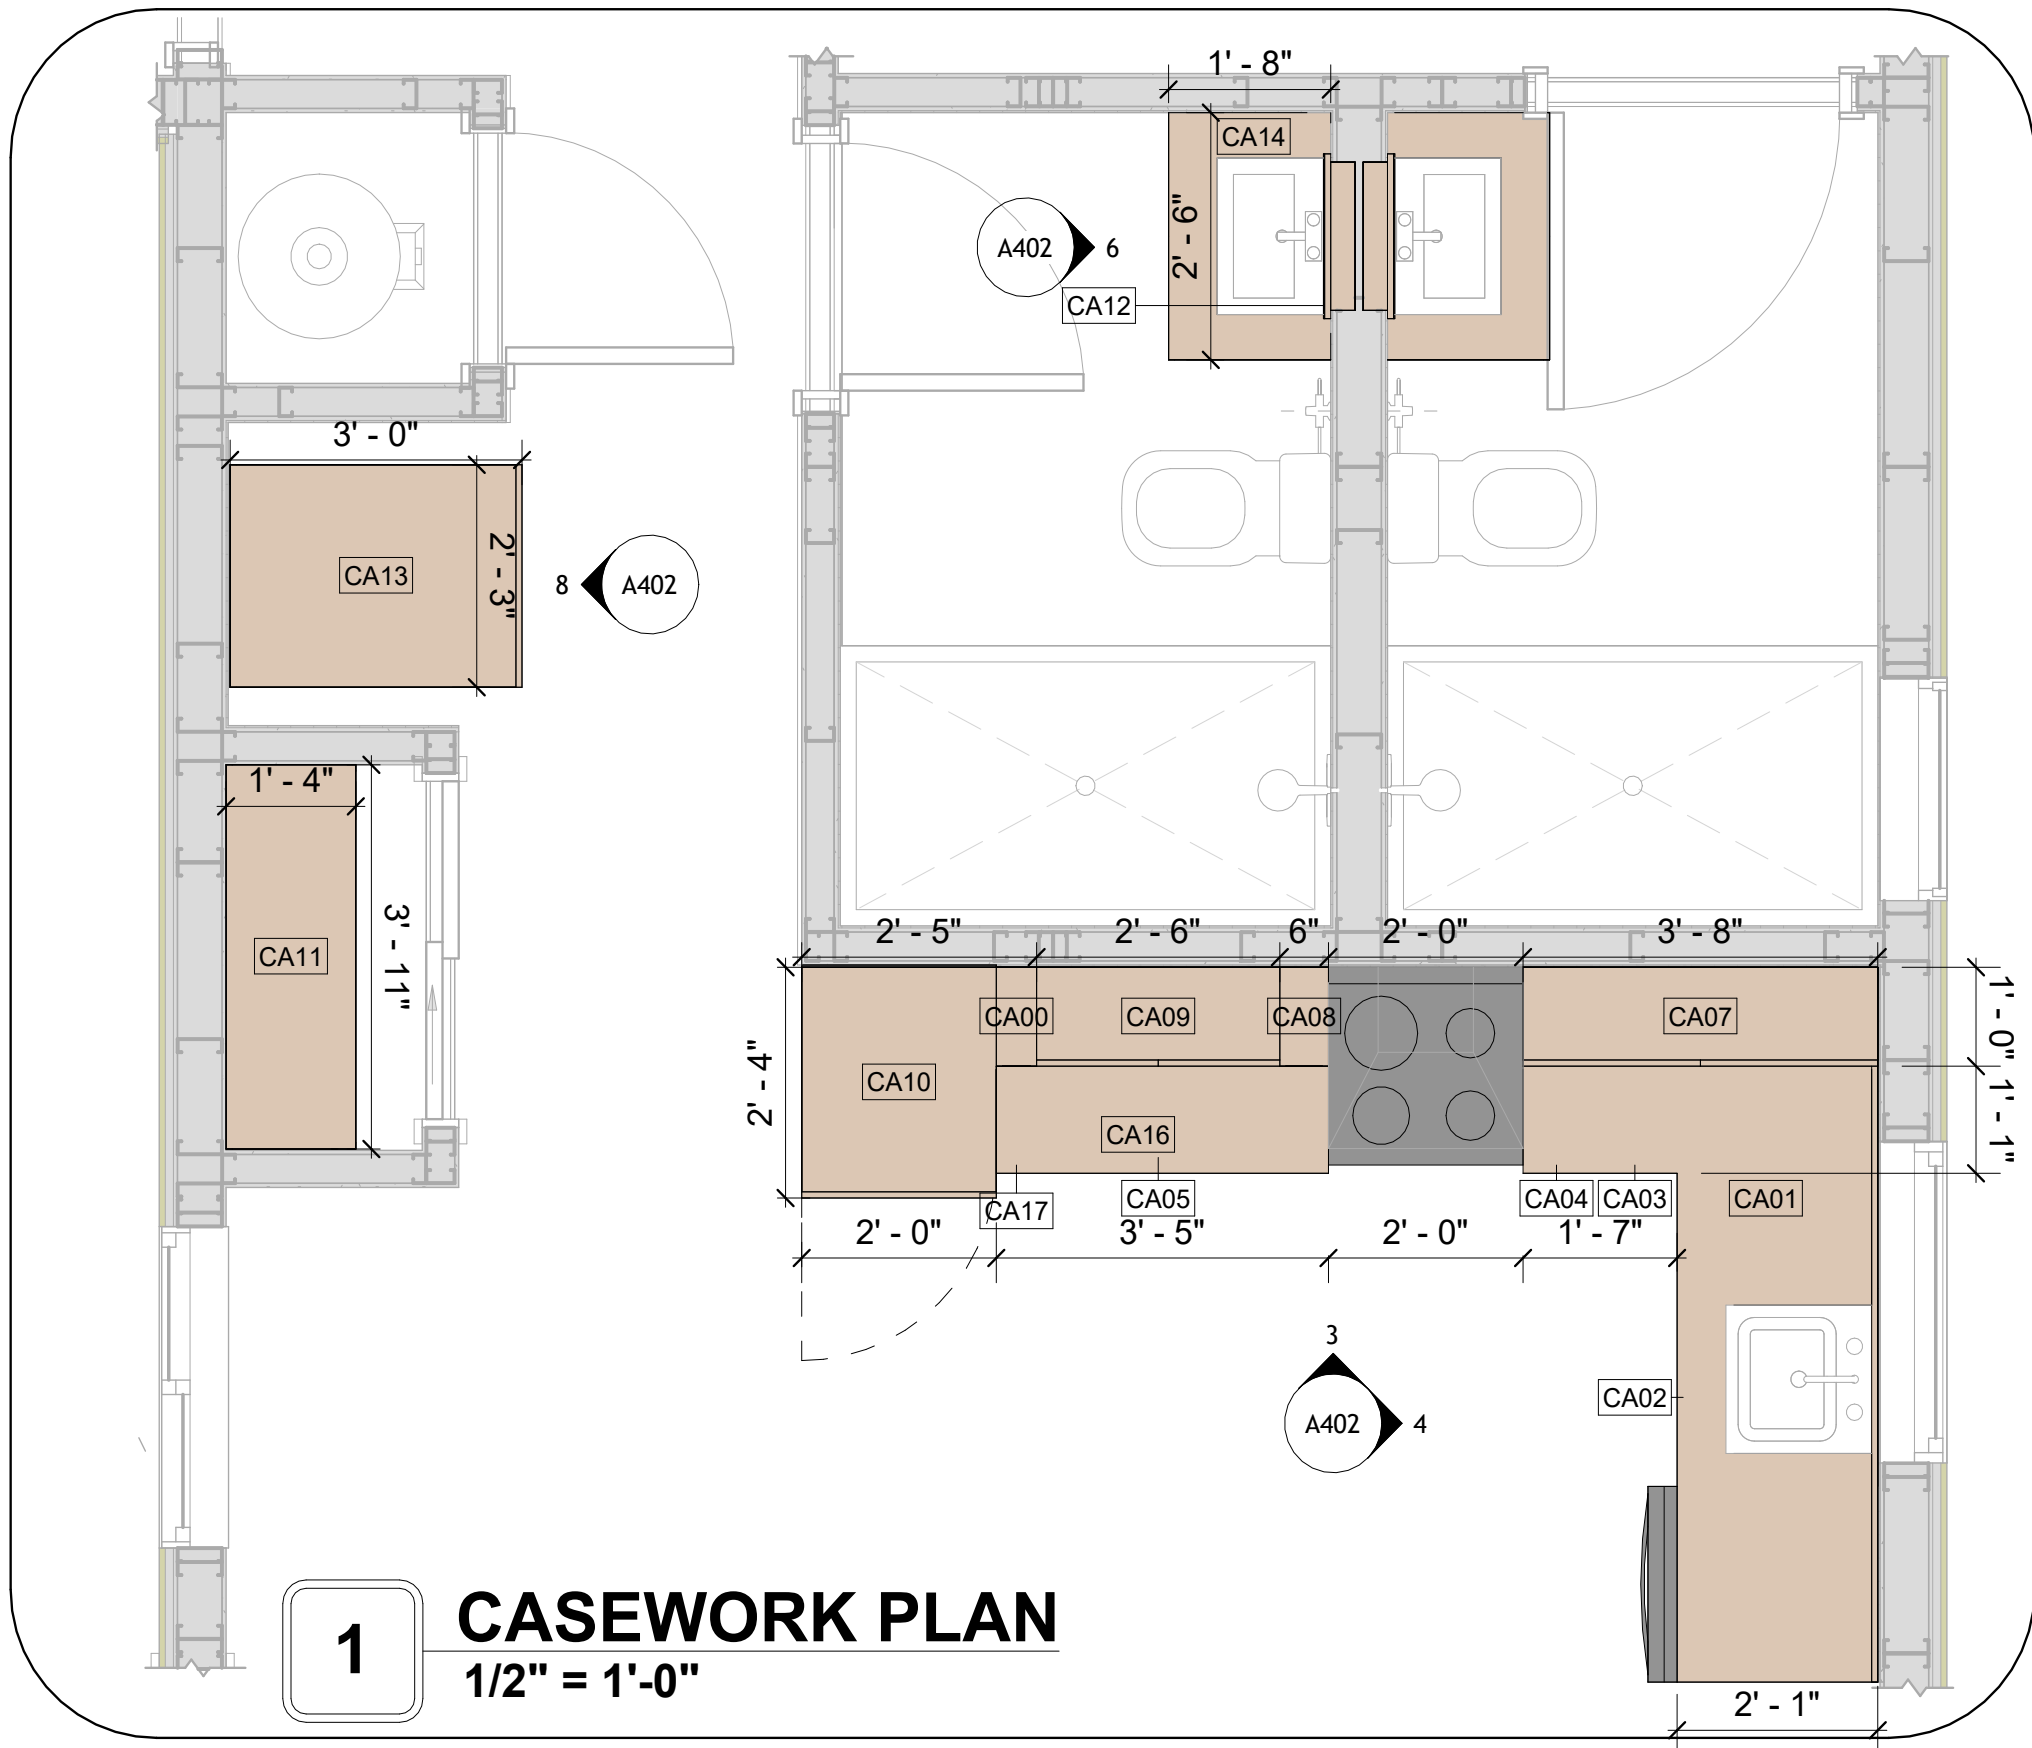 1' - 8"
CA14
2' - 6"
A402
6
CA12
3' - 0"
CA13
2' - 3"
8
A402
1' - 4"
CA11
3' - 11"
2' - 5"
2' - 6"
6"
2' - 0"
3' - 8"
CA00
CA09
CA08
CA07
1' - 0"
CA10
2' - 4"
CA16
1' - 1"
CA17
CA05
CA04
CA03
CA01
2' - 0"
3' - 5"
2' - 0"
1' - 7"
3
A402
4
CA02
1
CASEWORK PLAN
1/2" = 1'-0"
2' - 1"